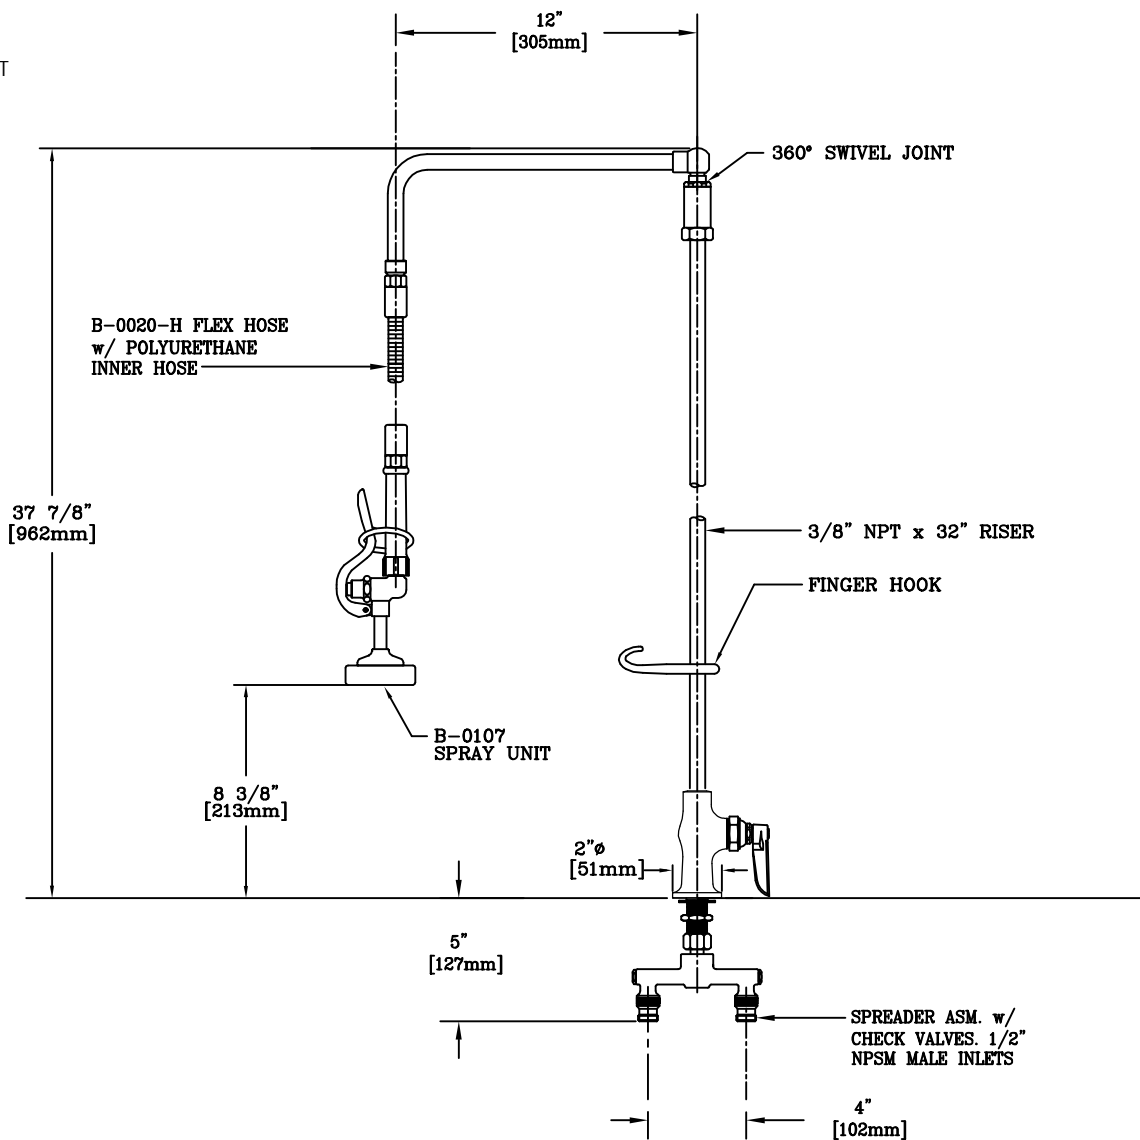 12"
[305mm]
T
360° SWIVEL JOINT
B-0020-H FLEX HOSE
w/ POLYURETHANE
INNER HOSE
37 7/8"
[962mm]
3/8" NPT x 32" RISER
FINGER HOOK
B-0107
SPRAY UNIT
8 3/8"
[213mm]
2"ø
[51mm]
5"
[127mm]
SPREADER ASM. w/
CHECK VALVES. 1/2"
NPSM MALE INLETS
4"
[102mm]